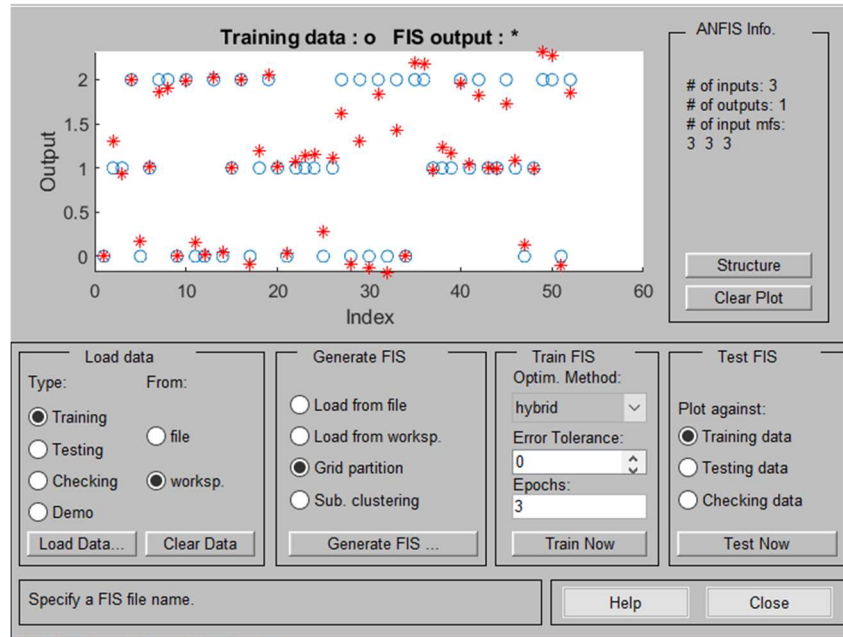 Training data : o   FIS output : *
Output
2
1.5
1
0.5
0
0 10 20 30 40 50 60
Index
ANFIS Info.
# of inputs: 3
# of outputs: 1
# of input mfs:
3 3 3
Structure
Clear Plot
Load data
Type:
From:
Training
Testing
Checking
Demo
file
worksp.
Load Data...
Clear Data
Generate FIS
Load from file
Load from worksp.
Grid partition
Sub. clustering
Generate FIS ...
Train FIS
Optim. Method:
hybrid
Error Tolerance:
0
Epochs:
3
Train Now
Test FIS
Plot against:
Training data
Testing data
Checking data
Test Now
Specify a FIS file name.
Help
Close